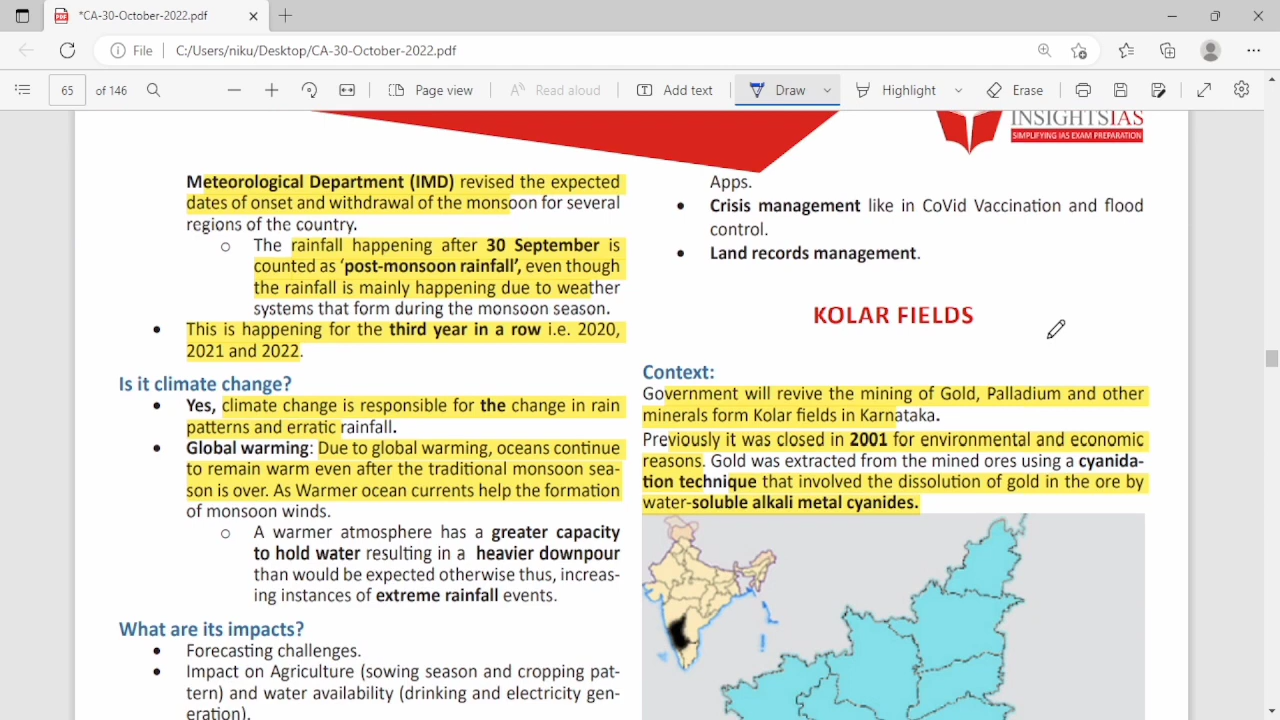 *CA-30-October-2022.pdf
File
C:/Users/niku/Desktop/CA-30-October-2022.pdf
65 of 146
Page view
Read aloud
Add text
Draw
Highlight
Erase
INSIGHTSIAS
SIMPLIFYING IAS EXAM PREPARATION
Meteorological Department (IMD) revised the expected
dates of onset and withdrawal of the monsoon for several
regions of the country.
o The rainfall happening after 30 September is
counted as ‘post-monsoon rainfall’, even though
the rainfall is mainly happening due to weather
systems that form during the monsoon season.
• This is happening for the third year in a row i.e. 2020,
2021 and 2022.
Is it climate change?
• Yes, climate change is responsible for the change in rain
patterns and erratic rainfall.
• Global warming: Due to global warming, oceans continue
to remain warm even after the traditional monsoon sea-
son is over. As Warmer ocean currents help the formation
of monsoon winds.
o A warmer atmosphere has a greater capacity
to hold water resulting in a heavier downpour
than would be expected otherwise thus, increas-
ing instances of extreme rainfall events.
What are its impacts?
• Forecasting challenges.
• Impact on Agriculture (sowing season and cropping pat-
tern) and water availability (drinking and electricity gen-
eration).
Apps.
• Crisis management like in CoVid Vaccination and flood
control.
• Land records management.
KOLAR FIELDS
Context:
Government will revive the mining of Gold, Palladium and other
minerals form Kolar fields in Karnataka.
Previously it was closed in 2001 for environmental and economic
reasons. Gold was extracted from the mined ores using a cyanida-
tion technique that involved the dissolution of gold in the ore by
water-soluble alkali metal cyanides.